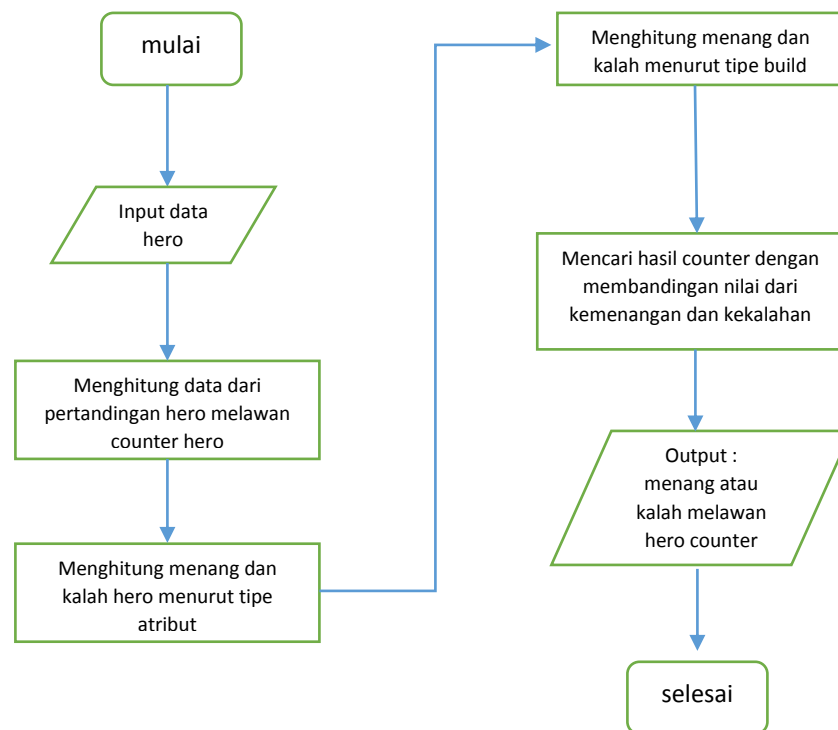 mulai
Input data
hero
Menghitung data dari
pertandingan hero melawan
counter hero
Menghitung menang dan
kalah hero menurut tipe
atribut
Menghitung menang dan
kalah menurut tipe build
Mencari hasil counter dengan
membandingan nilai dari
kemenangan dan kekalahan
Output :
menang atau
kalah melawan
hero counter
selesai